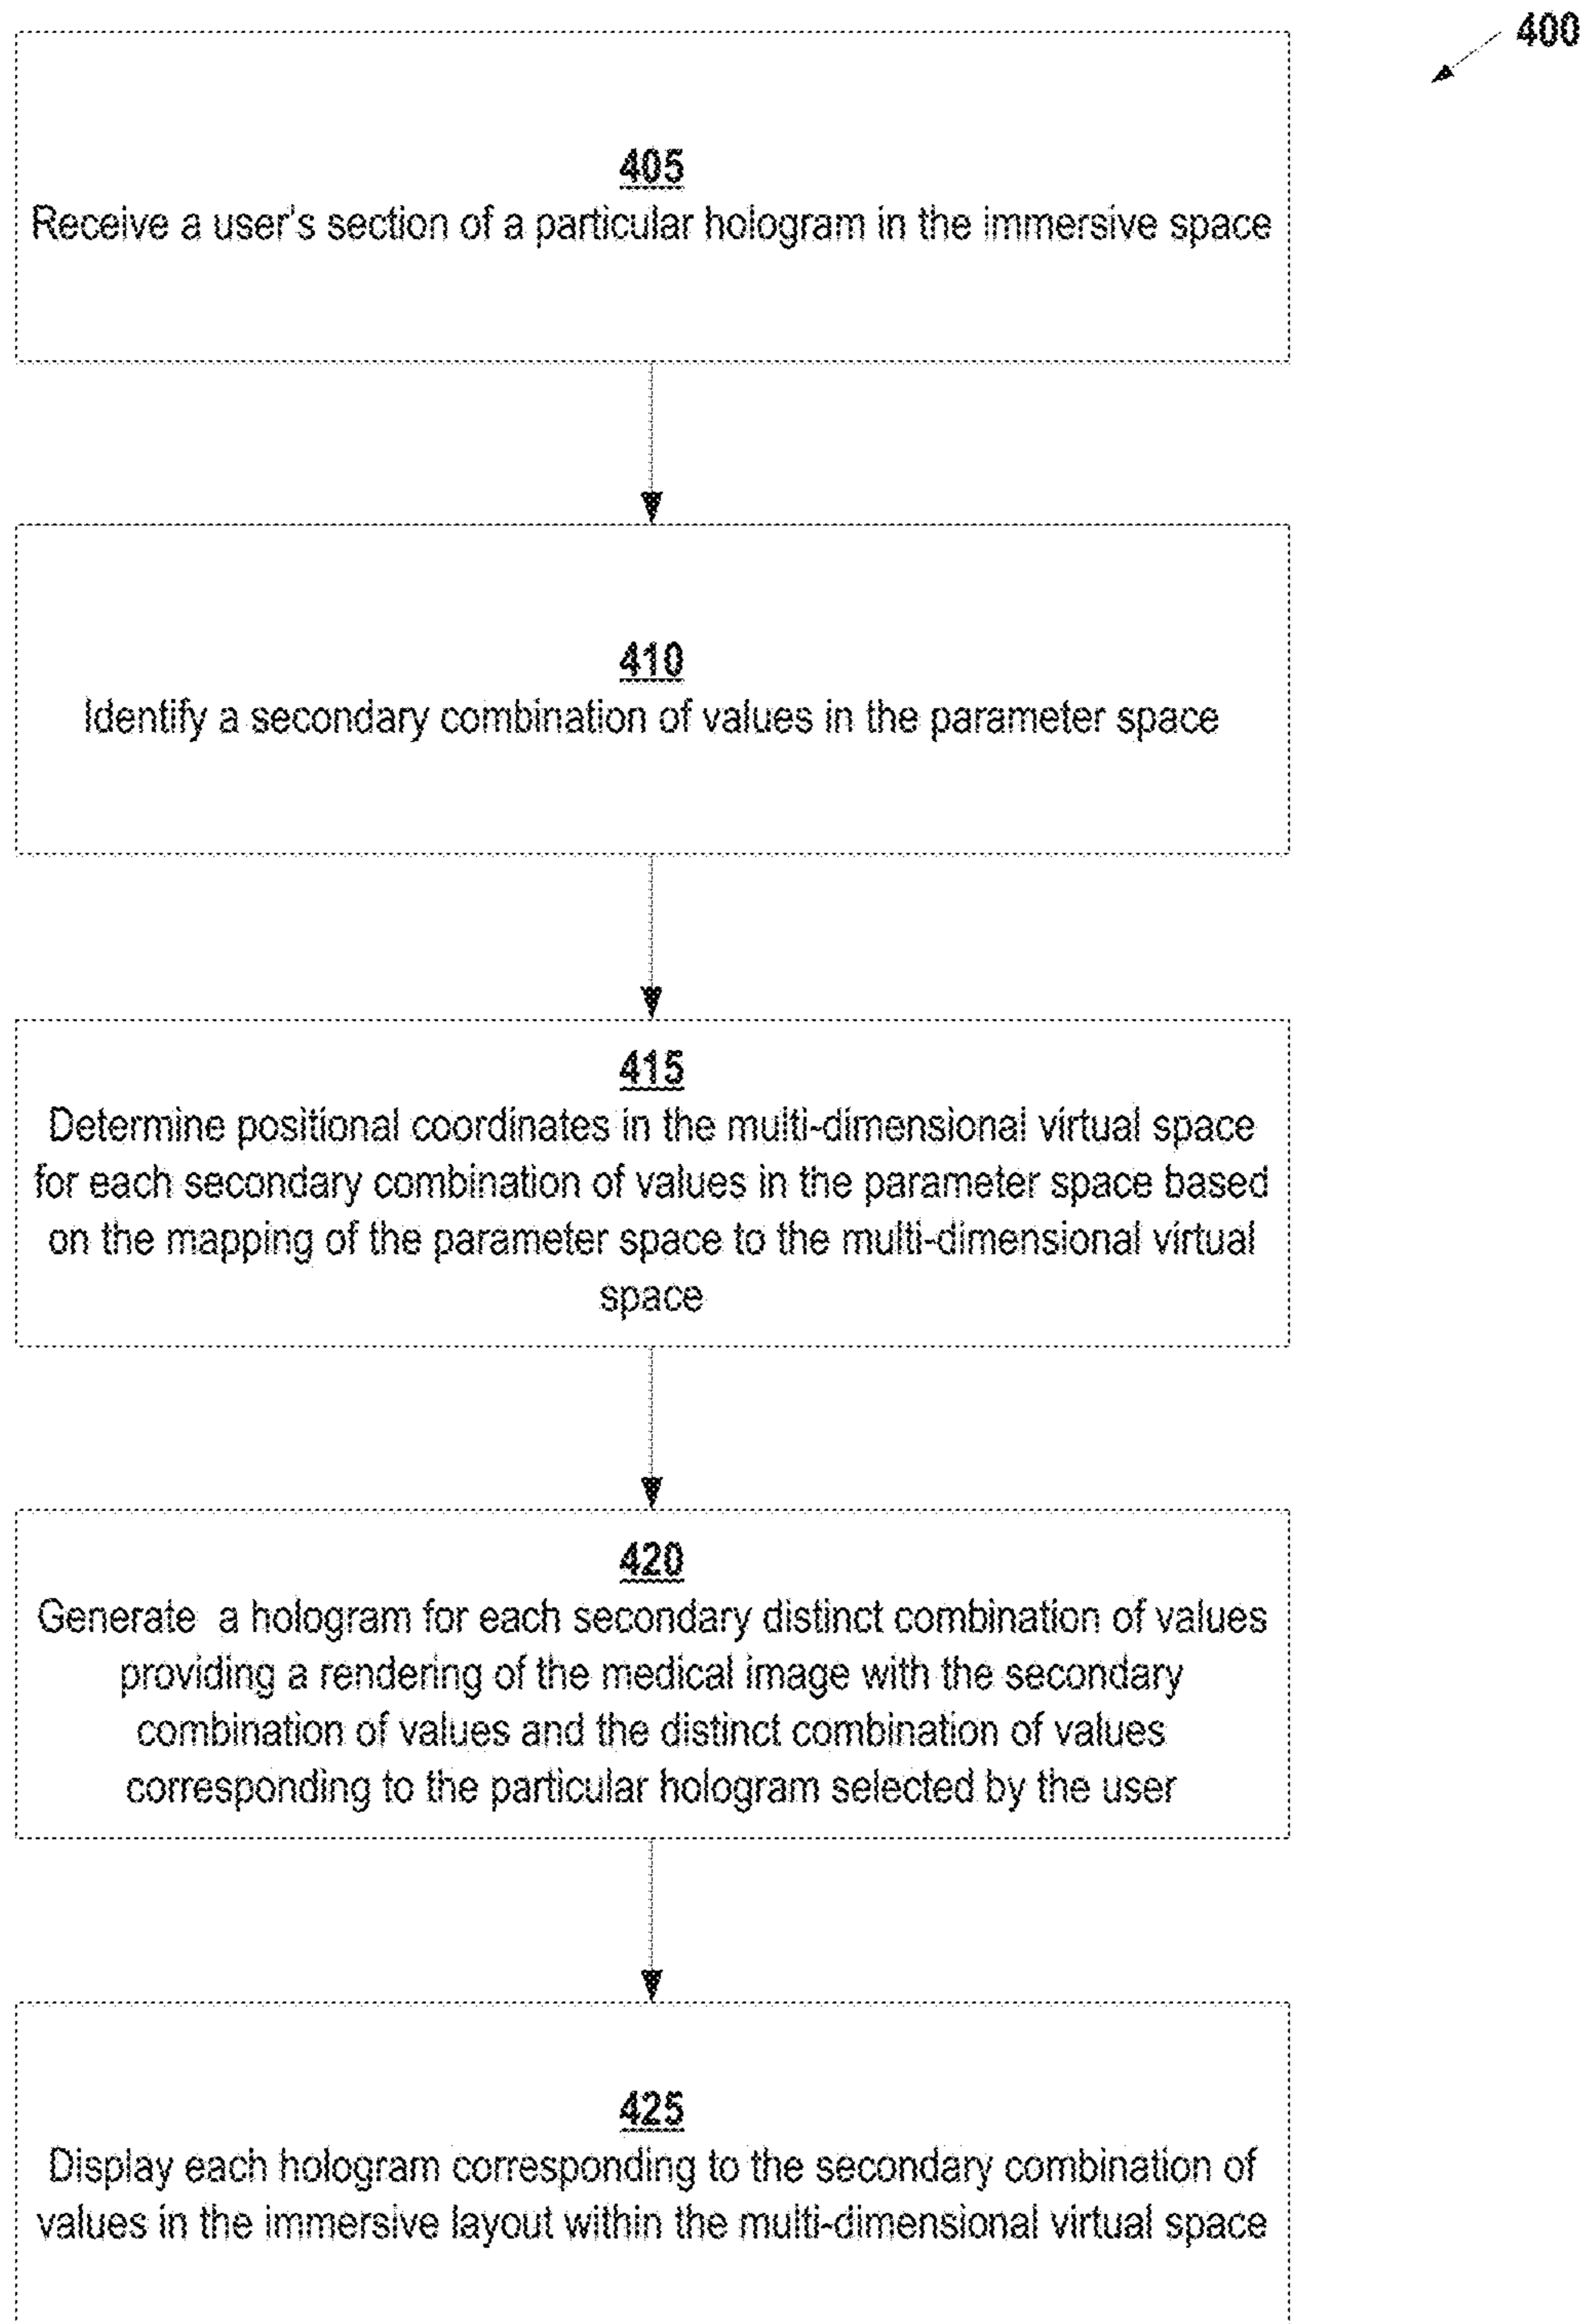 400
405
Receive a user's section of a particular hologram in the immersive space
410
Identify a secondary combination of values in the parameter space
415
Determine positional coordinates in the multi-dimensional virtual space
for each secondary combination of values in the parameter space based
on the mapping of the parameter space to the multi-dimensional virtual
space
420
Generate a hologram for each secondary distinct combination of values
providing a rendering of the medical image with the secondary
combination of values and the distinct combination of values
corresponding to the particular hologram selected by the user
425
Display each hologram corresponding to the secondary combination of
values in the immersive layout within the multi-dimensional virtual space